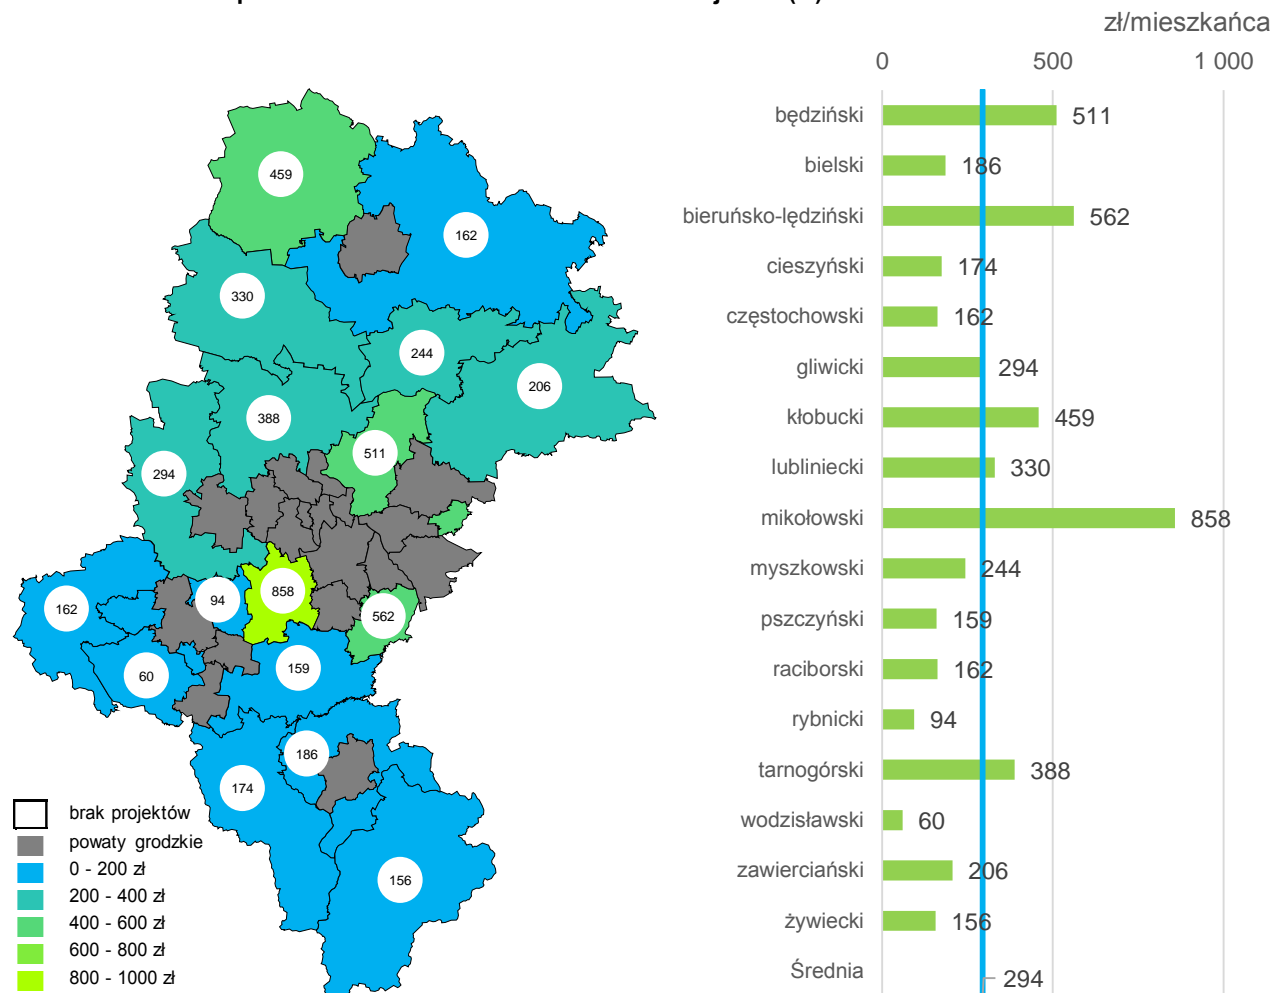 zł/mieszkańca
0 500 1 000
będziński 511
bielski 186
bieruńsko-lędziński 562
cieszyński 174
częstochowski 162
gliwicki 294
kłobucki 459
lubliniecki 330
mikołowski 858
myszkowski 244
pszczyński 159
raciborski 162
rybnicki 94
tarnogórski 388
wodzisławski 60
zawierciański 206
żywiecki 156
Średnia 294
459
162
330
244
206
388
511
294
858
94
162
562
60
159
186
174
156
brak projektów
powaty grodzkie
0 - 200 zł
200 - 400 zł
400 - 600 zł
600 - 800 zł
800 - 1000 zł